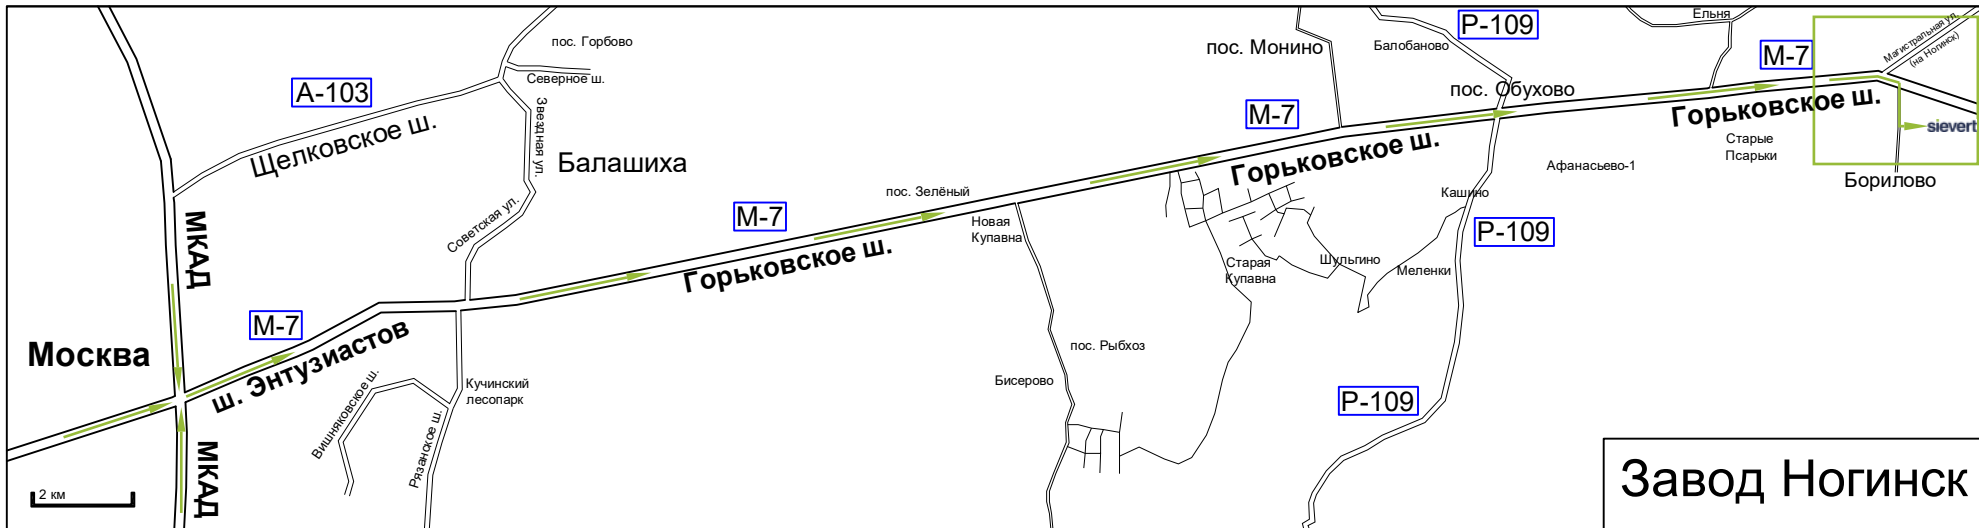 Ельня
Р-109
Магистральная ул.
(на Ногинск)
пос. Горбово
пос. Монино
Балобаново
М-7
Северное ш.
А-103
пос. Обухово
М-7
Горьковское ш.
Звездная ул.
Щелковское ш.
sievert
Старые
Псарьки
Горьковское ш.
Балашиха
Афанасьево-1
Борилово
пос. Зелёный
Кашино
М-7
МКАД
Советская ул.
Новая
Купавна
Р-109
Горьковское ш.
Старая
Купавна
Шульгино
Меленки
М-7
Москва
ш. Энтузиастов
пос. Рыбхоз
Бисерово
Кучинский
лесопарк
Вишняковское ш.
Р-109
Рязанское ш.
МКАД
2 км
Завод Ногинск